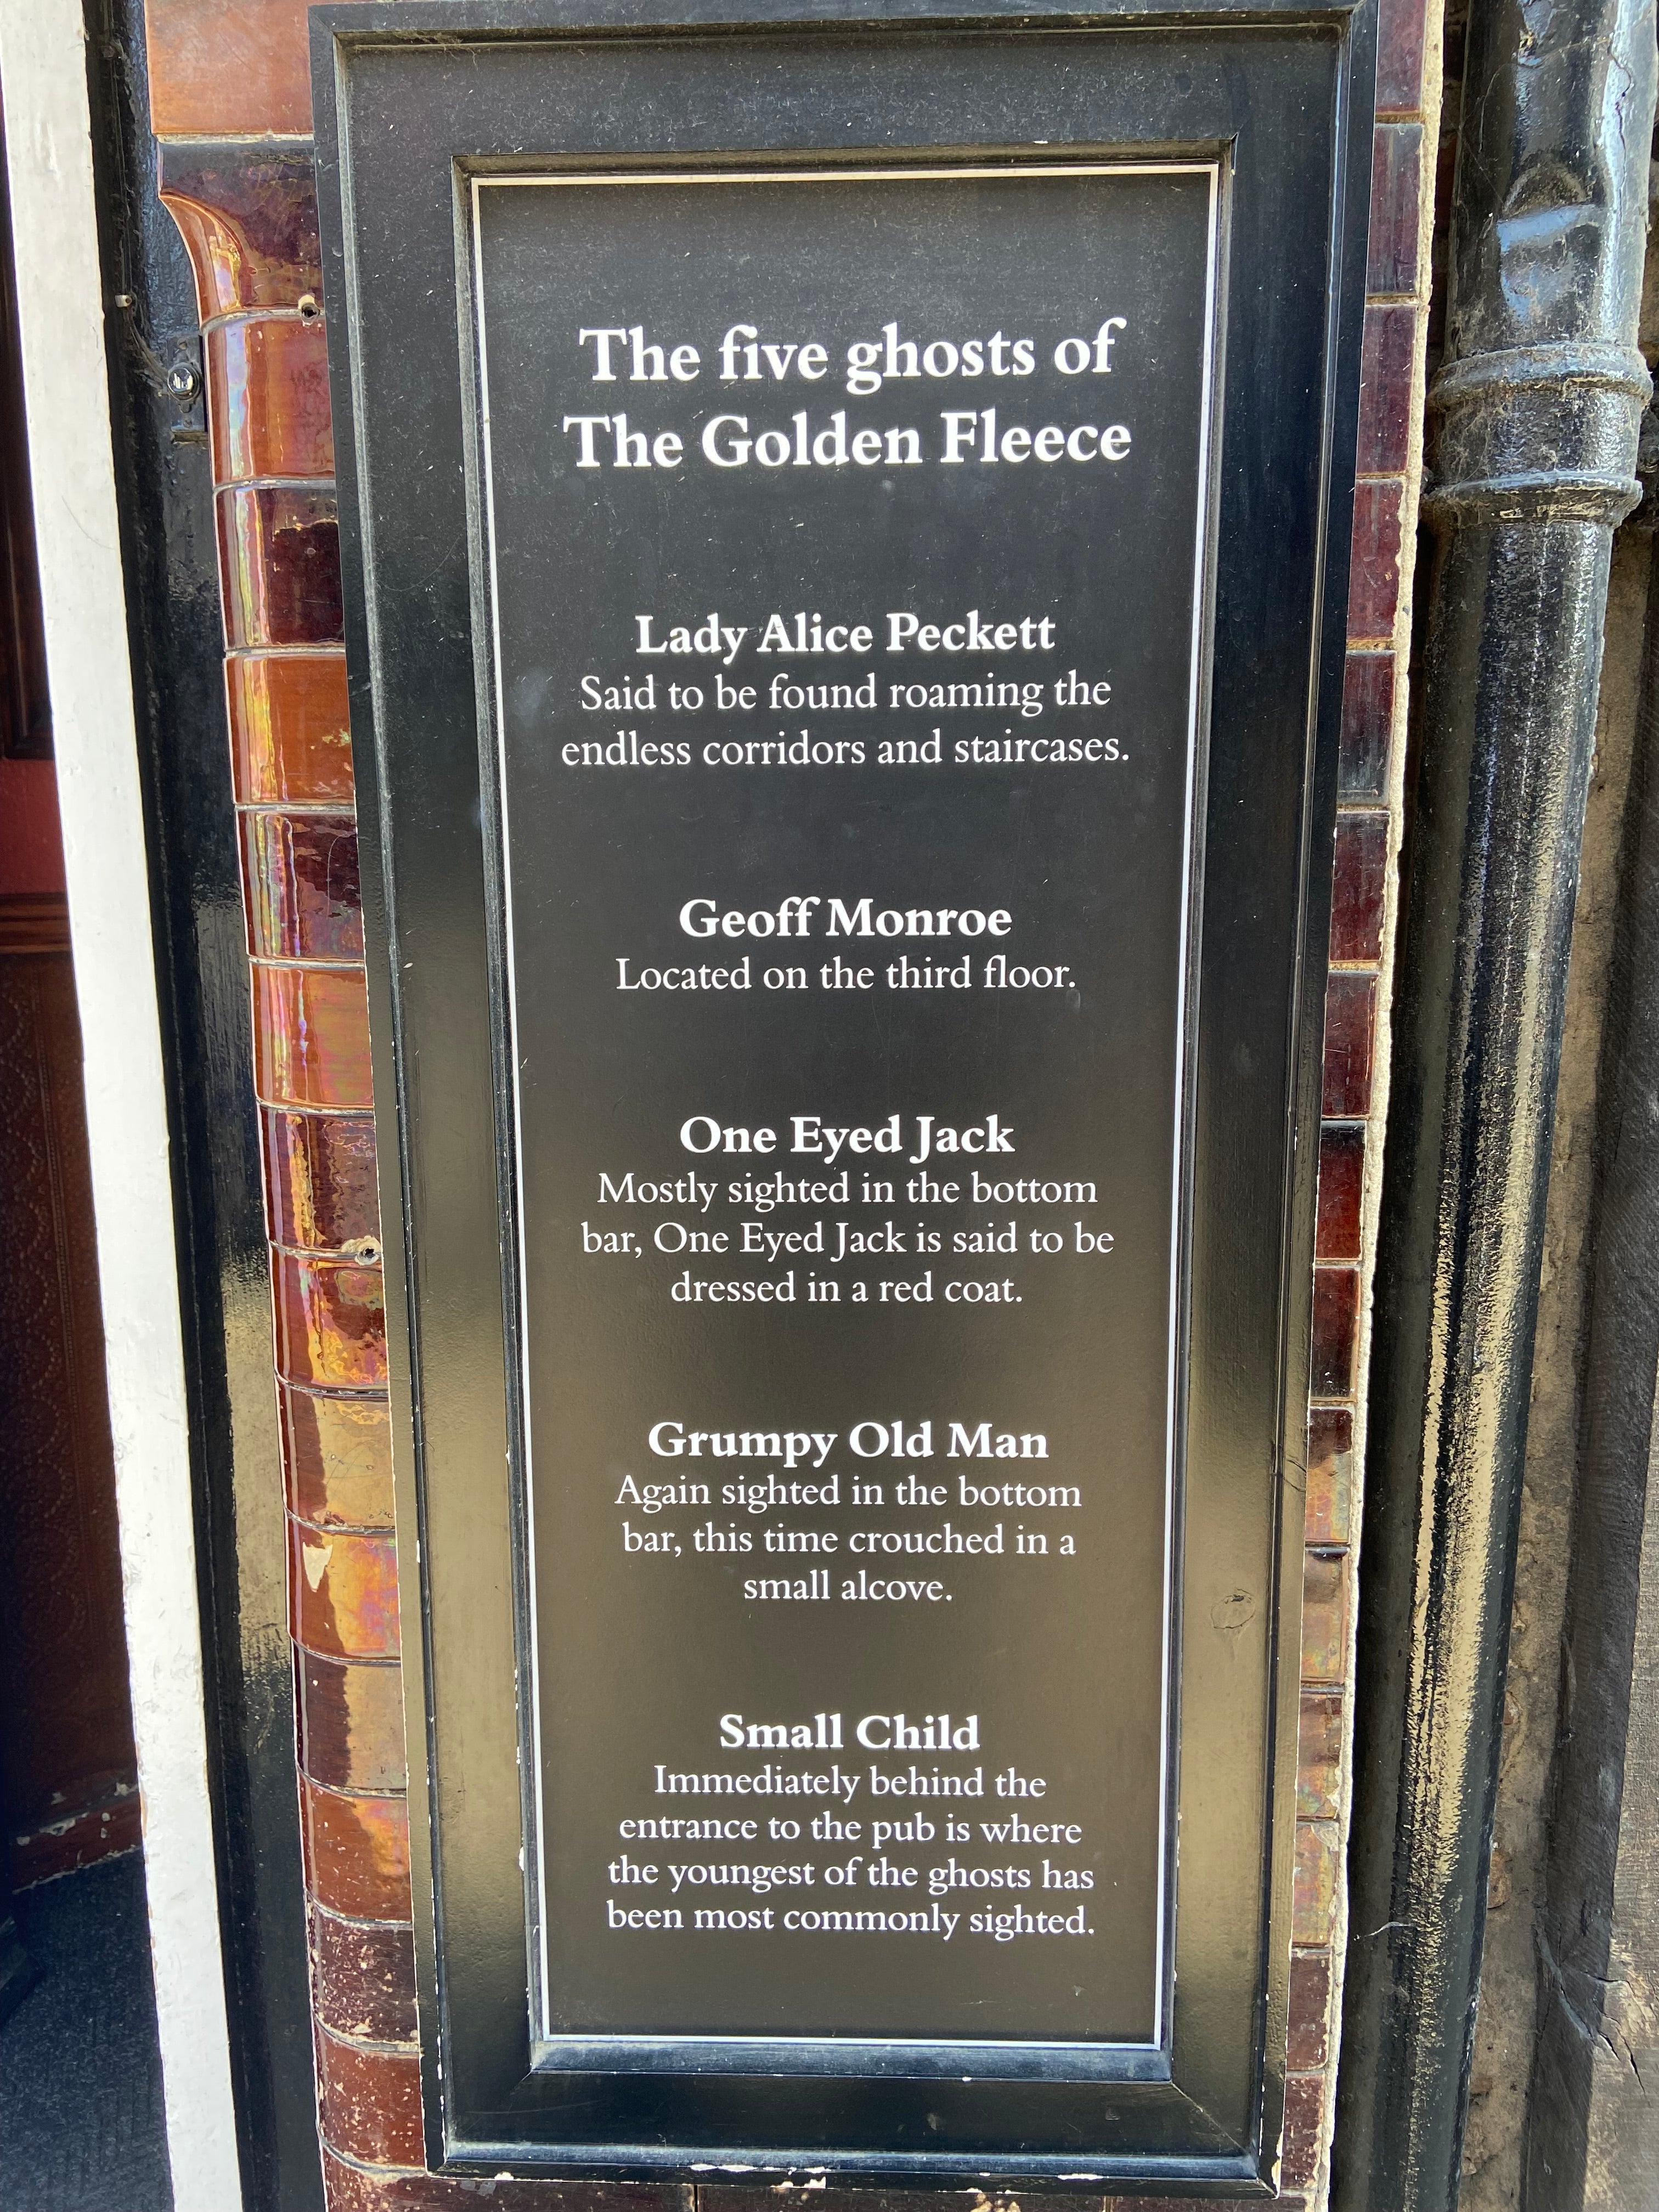 The five ghosts of
The Golden Fleece
Lady Alice Peckett
Said to be found roaming the
endless corridors and staircases.
Geoff Monroe
Located on the third floor.
One Eyed Jack
Mostly sighted in the bottom
bar, One Eyed Jack is said to be
dressed in a red coat.
Grumpy Old Man
Again sighted in the bottom
bar, this time crouched in a
small alcove.
Small Child
Immediately behind the
entrance to the pub is where
the youngest of the ghosts has
been most commonly sighted.